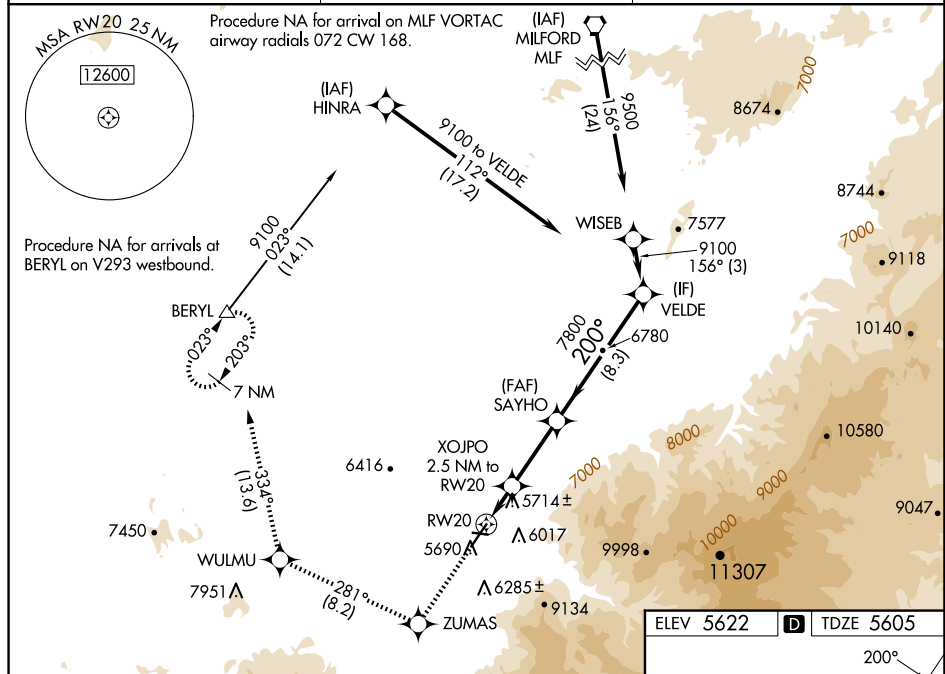 MSA RW20 25 NM
12600
Procedure NA for arrival on MLF VORTAC
airway radials 072 CW 168.
(IAF)
MILFORD
MLF
(IAF)
HINRA
9500
156°
(24)
9100 to VELDE
112°
(17.2)
8674
7000
8744
7000
9118
WISEB
7577
9100
156° (3)
(IF)
VELDE
Procedure NA for arrivals at
BERYL on V293 westbound.
9100
023°
(14.1)
BERYL
023°
203°
7 NM
7800
200°
(8.3)
6780
10140
(FAF)
SAYHO
10580
8000
7000
9000
10000
XOJPO
2.5 NM to
RW20
6416
5714±
RW20
5690
6017
9047
7450
334°
(13.6)
9998
11307
WULMU
7951
281°
(8.2)
6285±
9134
ZUMAS
ELEV 5622
D
TDZE 5605
200°